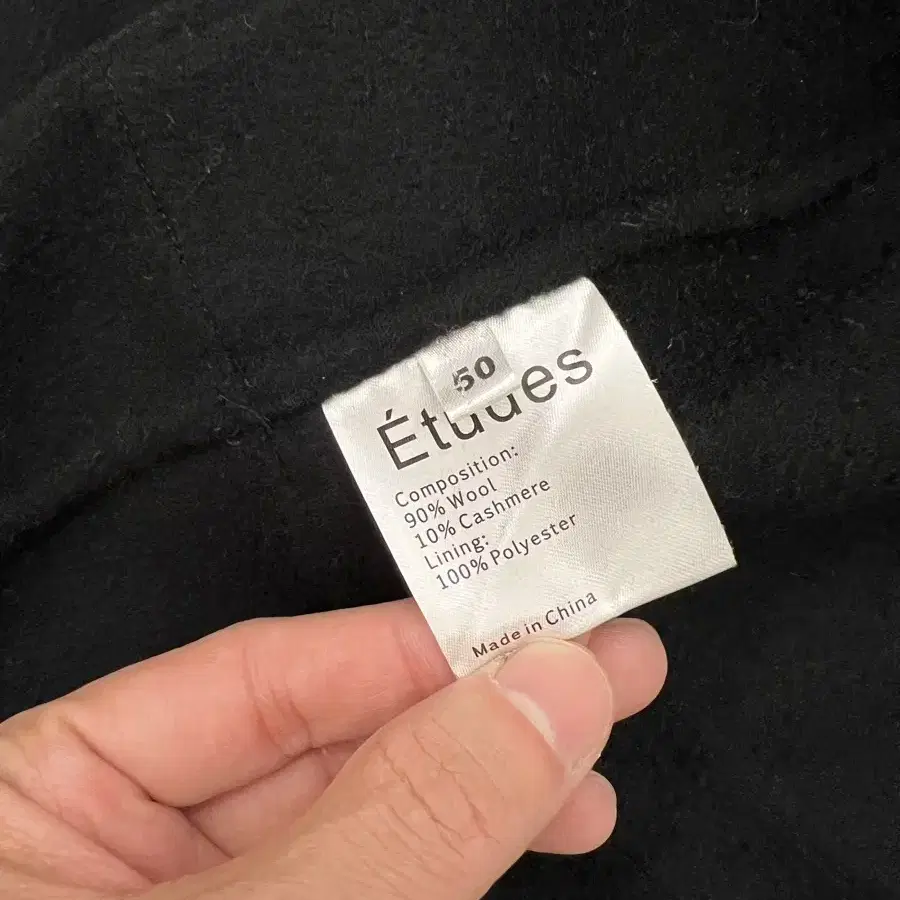 50
Études
Composition:
90% Wool
10% Cashmere
Lining:
100% Polyester
Made in China